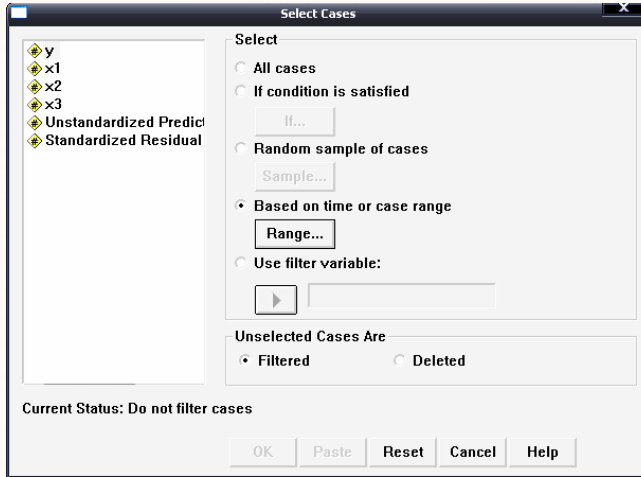 Select Cases
X
y
x1
x2
x3
Unstandardized Predict
Standardized Residual
Select
All cases
If condition is satisfied
If...
Random sample of cases
Sample...
Based on time or case range
Range...
Use filter variable:
Unselected Cases Are
Filtered
Deleted
Current Status: Do not filter cases
OK
Paste
Reset
Cancel
Help